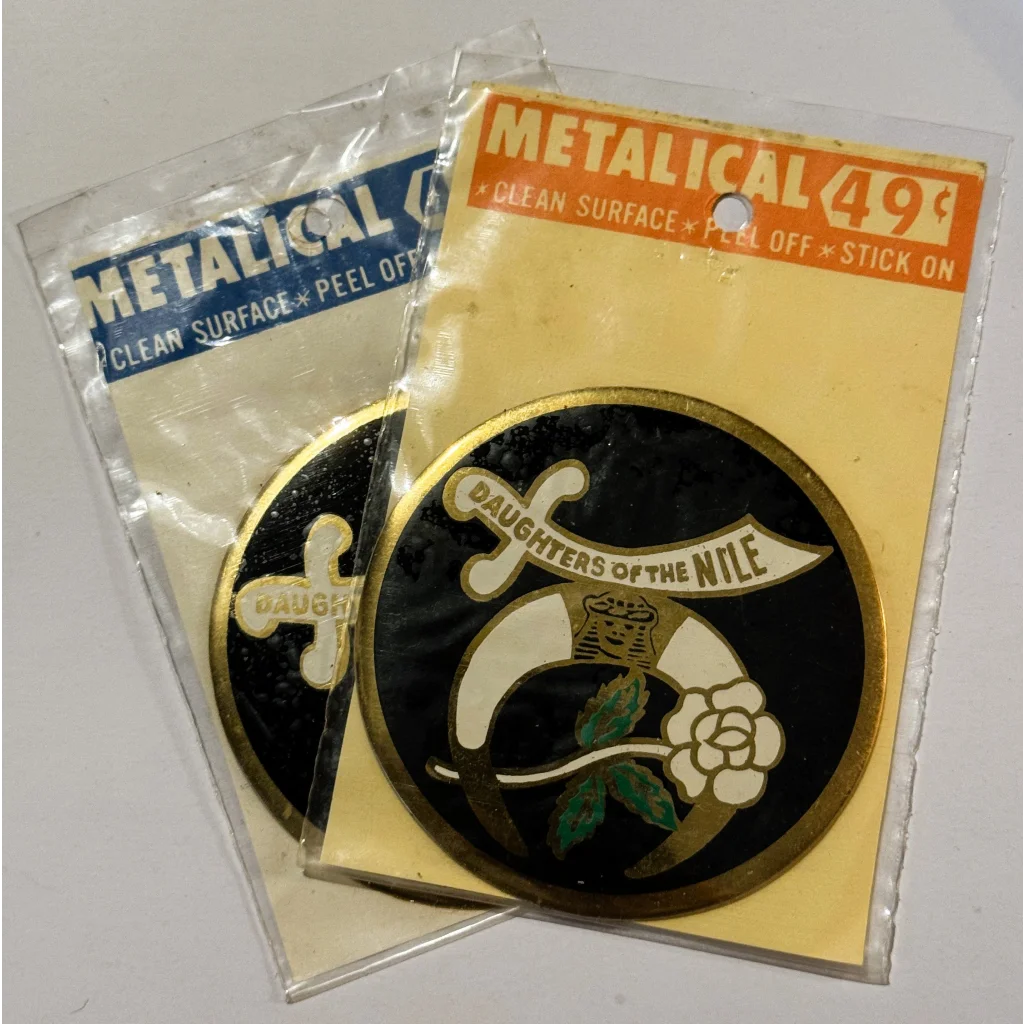 METALICAL
CLEAN SURFACE * PEEL OFF
DAUGH
METALICAL 49¢
* CLEAN SURFACE * PEEL OFF * STICK ON
DAUGHTERS OF THE NILE